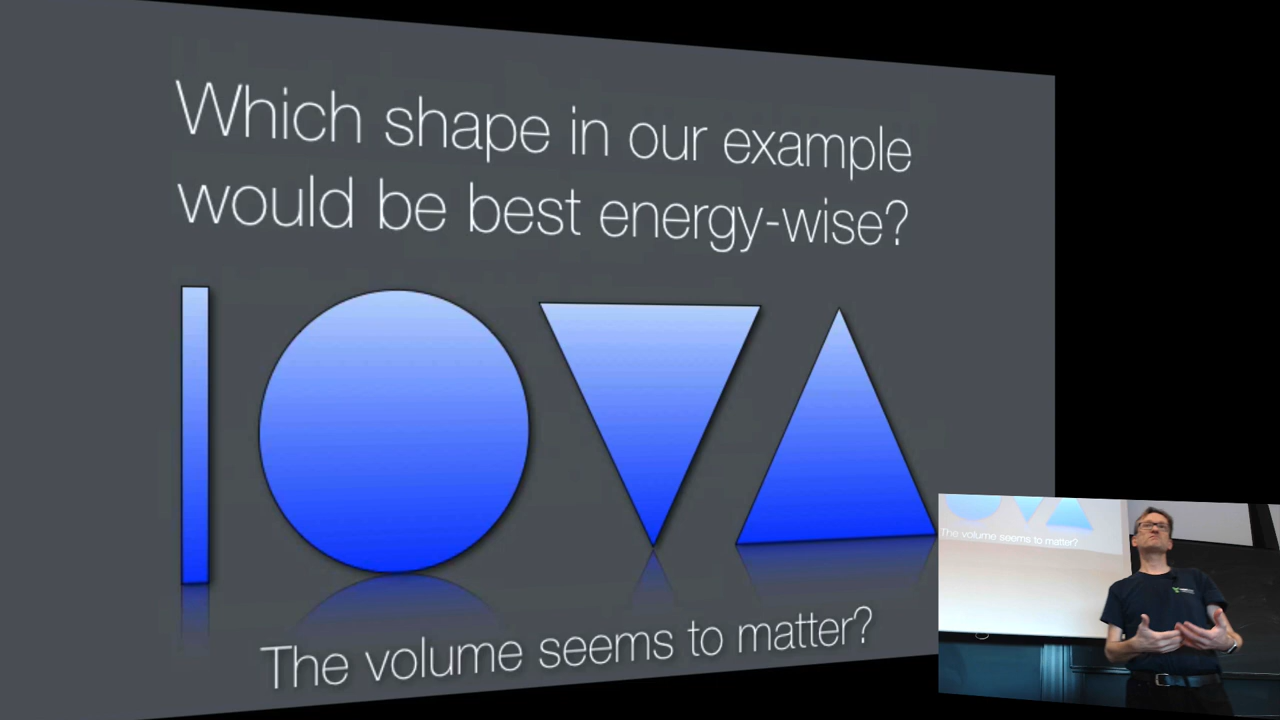 Which shape in our example
would be best energy-wise?
The volume seems to matter?
The volume seems to matter?